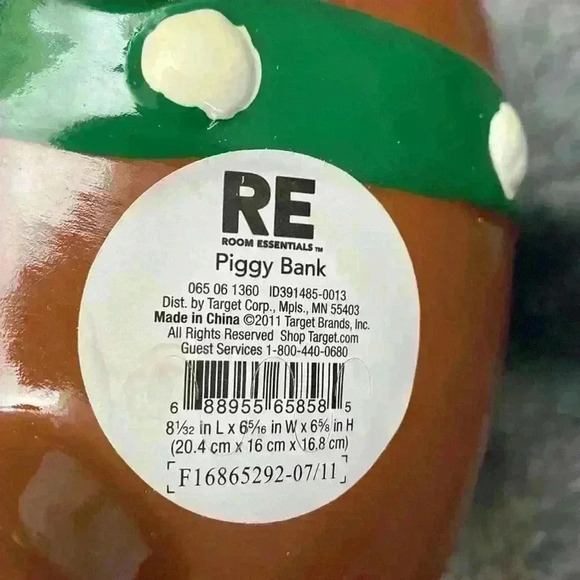 RE
ROOM ESSENTIALS™
Piggy Bank
065 06 1360 ID391485-0013
Dist. by Target Corp., Mpls., MN 55403
Made in China ©2011 Target Brands, Inc.
All Rights Reserved Shop Target.com
Guest Services 1-800-440-0680
6 88955 65858 5
8 1/32 in L x 6 5/16 in W x 6 5/8 in H
(20.4 cm x 16 cm x 16.8 cm)
F16865292-07/11